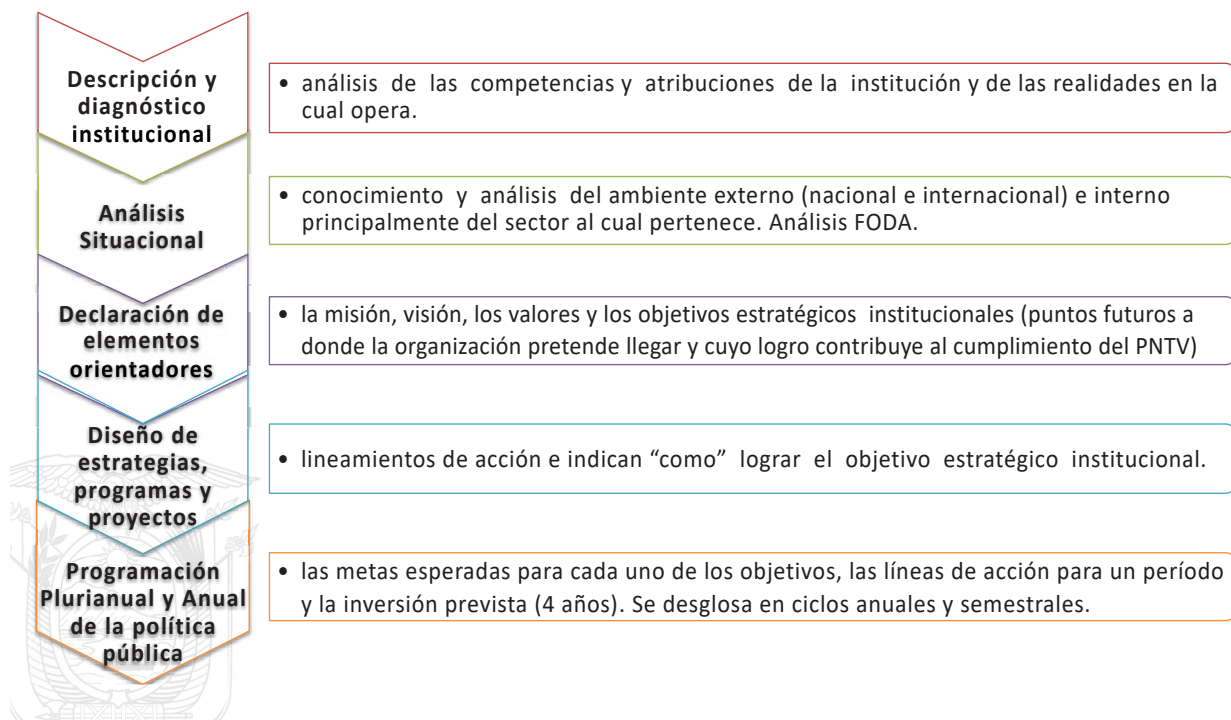 Descripción y
diagnóstico
institucional
• análisis de las competencias y atribuciones de la institución y de las realidades en la
cual opera.
Análisis
Situacional
• conocimiento y análisis del ambiente externo (nacional e internacional) e interno
principalmente del sector al cual pertenece. Análisis FODA.
Declaración de
elementos
orientadores
• la misión, visión, los valores y los objetivos estratégicos institucionales (puntos futuros a
donde la organización pretende llegar y cuyo logro contribuye al cumplimiento del PNTV)
Diseño de
estrategias,
programas y
proyectos
• lineamientos de acción e indican “como” lograr el objetivo estratégico institucional.
Programación
Plurianual y Anual
de la política
pública
• las metas esperadas para cada uno de los objetivos, las líneas de acción para un período
y la inversión prevista (4 años). Se desglosa en ciclos anuales y semestrales.